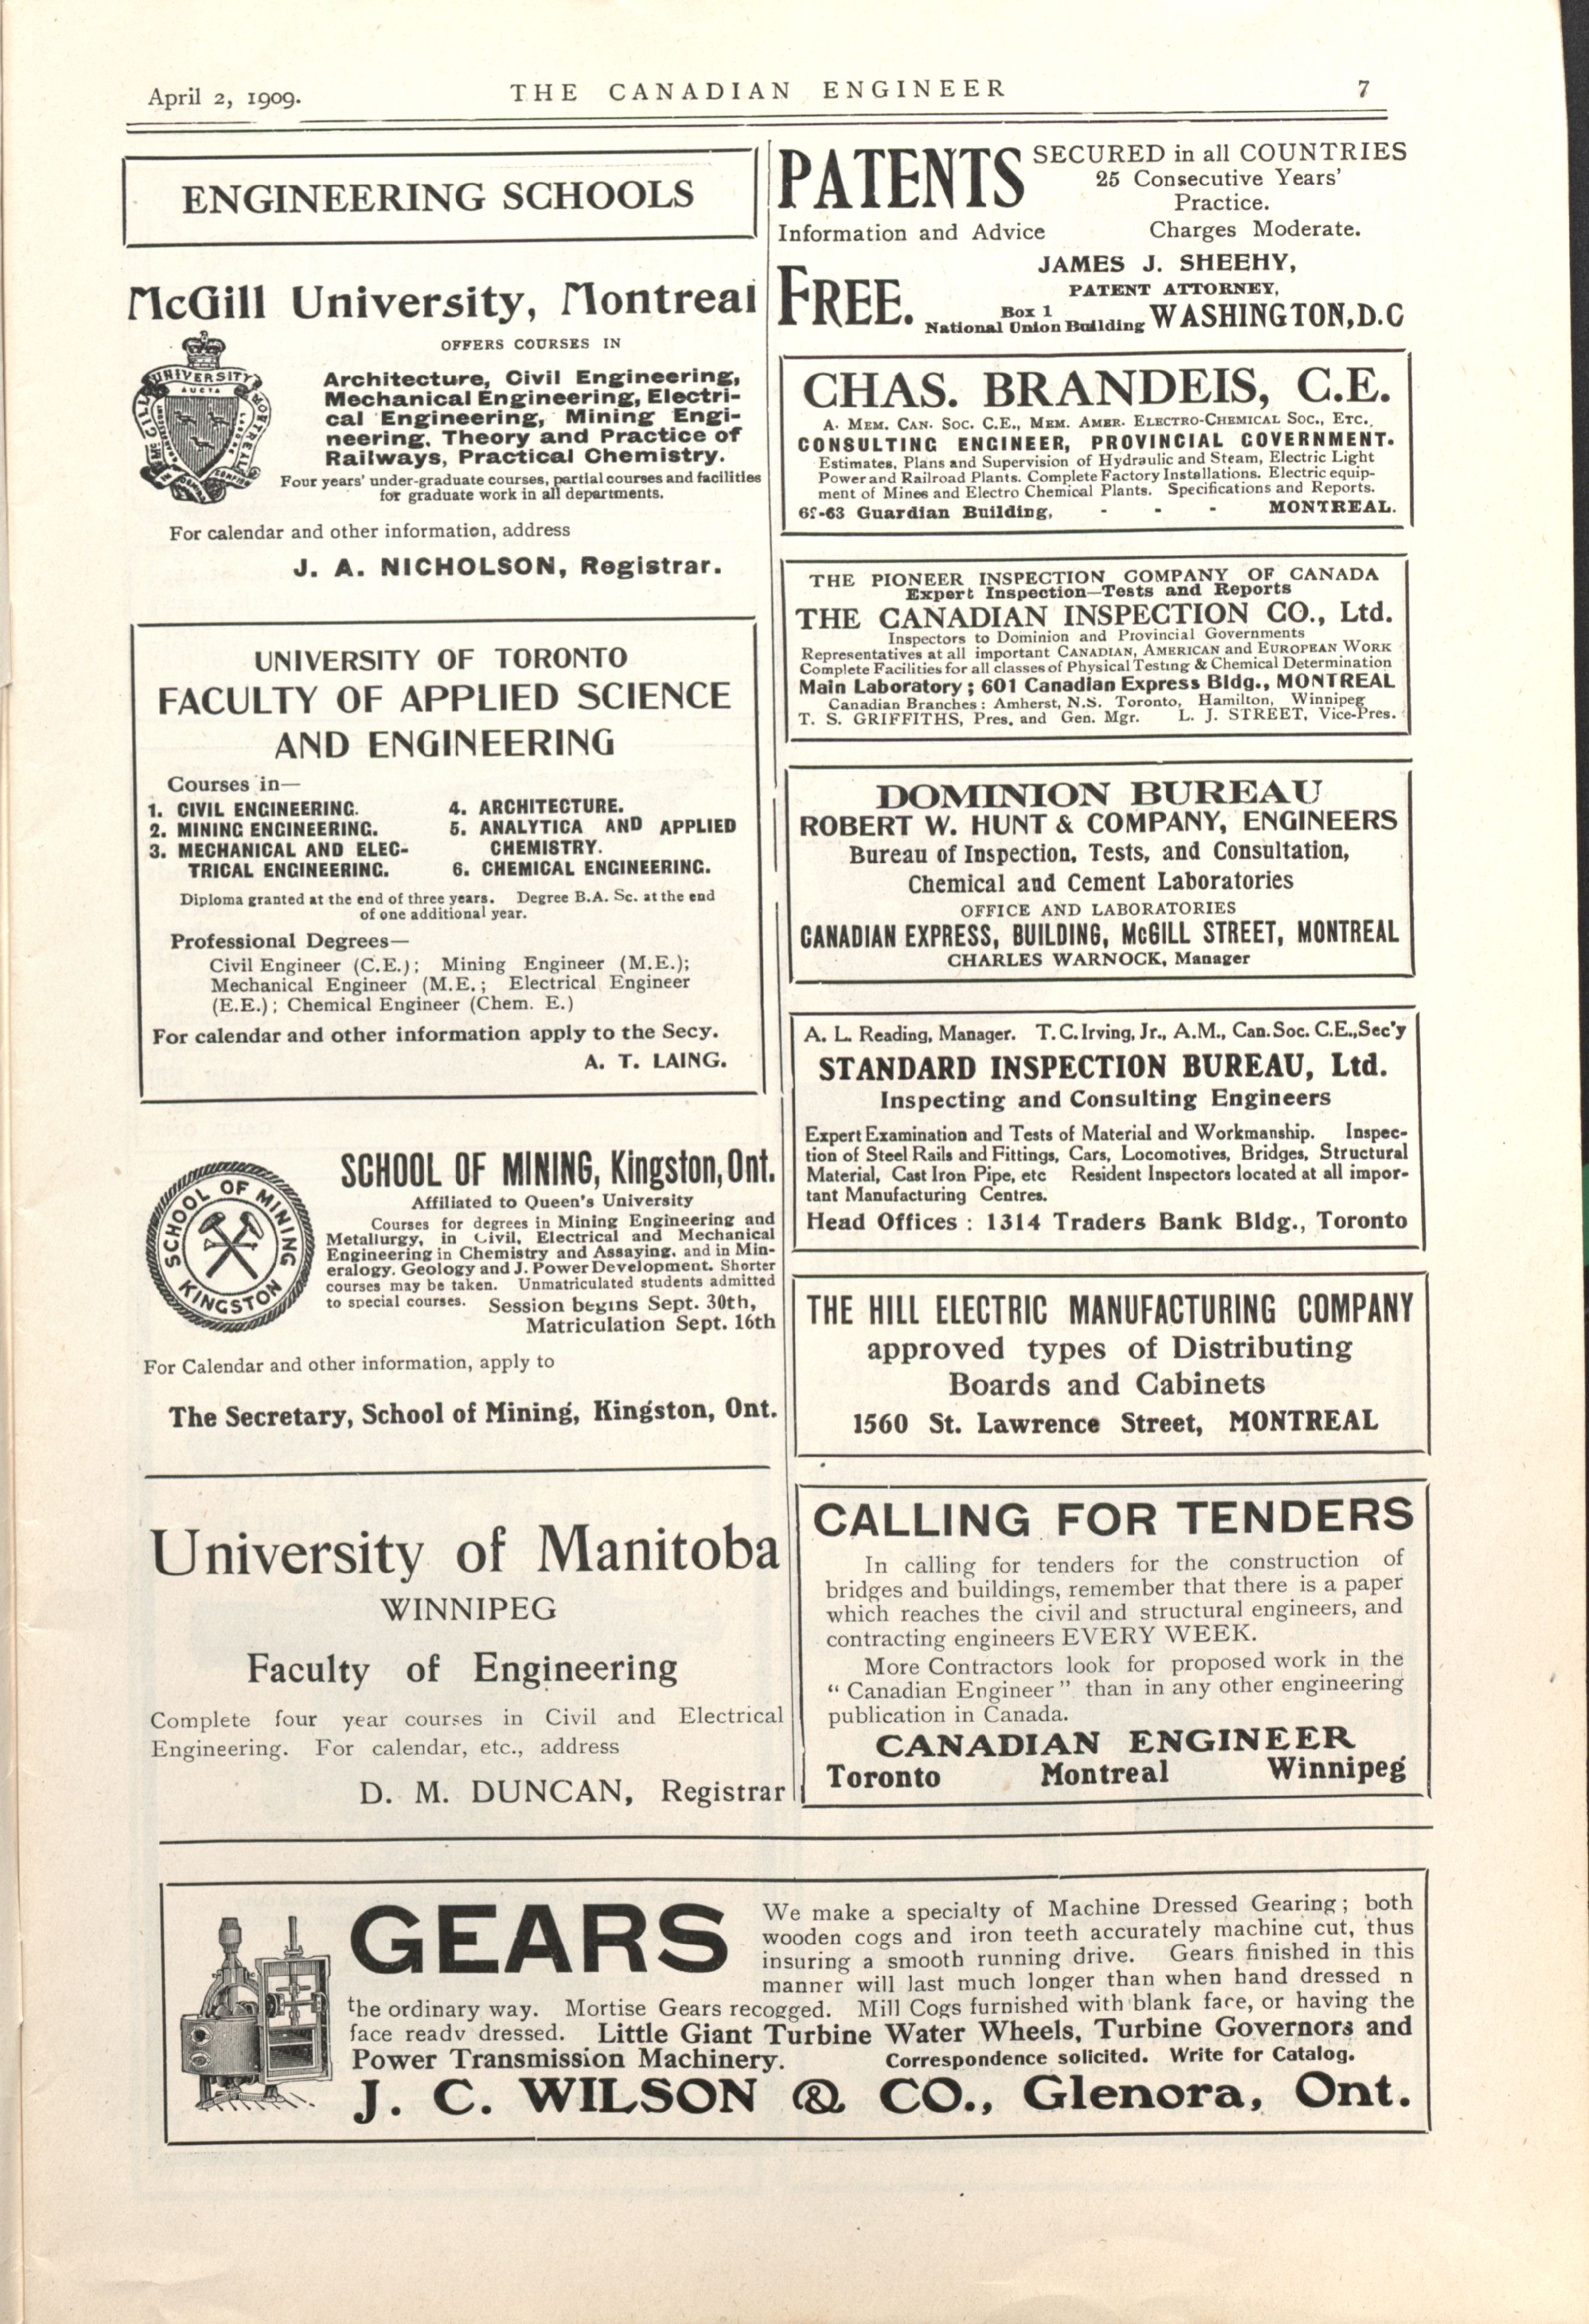 April 2, 1909.
THE CANADIAN ENGINEER
7
ENGINEERING SCHOOLS
McGill University, Montreal
OFFERS COURSES IN
Architecture, Civil Engineering,
Mechanical Engineering, Electri-
cal Engineering, Mining Engi-
neering, Theory and Practice of
Railways, Practical Chemistry.
Four years' under-graduate courses, partial courses and facilities
for graduate work in all departments.
For calendar and other information, address
J. A. NICHOLSON, Registrar.
UNIVERSITY OF TORONTO
FACULTY OF APPLIED SCIENCE
AND ENGINEERING
Courses in—
1. CIVIL ENGINEERING.
2. MINING ENGINEERING.
3. MECHANICAL AND ELEC-
TRICAL ENGINEERING.
4. ARCHITECTURE.
5. ANALYTICA AND APPLIED
CHEMISTRY.
6. CHEMICAL ENGINEERING.
Diploma granted at the end of three years. Degree B.A. Sc. at the end
of one additional year.
Professional Degrees—
Civil Engineer (C.E.); Mining Engineer (M.E.);
Mechanical Engineer (M.E.; Electrical Engineer
(E.E.); Chemical Engineer (Chem. E.)
For calendar and other information apply to the Secy.
A. T. LAING.
SCHOOL OF MINING
KINGSTON
SCHOOL OF MINING, Kingston, Ont.
Affiliated to Queen's University
Courses for degrees in Mining Engineering and
Metallurgy, in Civil, Electrical and Mechanical
Engineering in Chemistry and Assaying, and in Min-
eralogy, Geology and J. Power Development. Shorter
courses may be taken. Unmatriculated students admitted
to special courses. Session begins Sept. 30th,
Matriculation Sept. 16th
For Calendar and other information, apply to
The Secretary, School of Mining, Kingston, Ont.
University of Manitoba
WINNIPEG
Faculty of Engineering
Complete four year courses in Civil and Electrical
Engineering. For calendar, etc., address
D. M. DUNCAN, Registrar
PATENTS SECURED in all COUNTRIES
25 Consecutive Years'
Practice.
Information and Advice Charges Moderate.
FREE.
JAMES J. SHEEHY,
PATENT ATTORNEY,
Box 1
National Union Building WASHINGTON, D.C
CHAS. BRANDEIS, C.E.
A. MEM. CAN. SOC. C.E., MEM. AMER. ELECTRO-CHEMICAL SOC., ETC.
CONSULTING ENGINEER, PROVINCIAL GOVERNMENT.
Estimates, Plans and Supervision of Hydraulic and Steam, Electric Light
Power and Railroad Plants. Complete Factory Installations. Electric equip-
ment of Mines and Electro Chemical Plants. Specifications and Reports.
-63 Guardian Building, - - - MONTREAL.
THE PIONEER INSPECTION COMPANY OF CANADA
Expert Inspection—Tests and Reports
THE CANADIAN INSPECTION CO., Ltd.
Inspectors to Dominion and Provincial Governments
Representatives at all important CANADIAN, AMERICAN and EUROPEAN WORK
Complete Facilities for all classes of Physical Testing & Chemical Determination
Main Laboratory; 601 Canadian Express Bldg., MONTREAL
Canadian Branches: Amherst, N.S. Toronto, Hamilton, Winnipeg
T. S. GRIFFITHS, Pres. and Gen. Mgr. L. J. STREET, Vice-Pres.
DOMINION BUREAU
ROBERT W. HUNT & COMPANY, ENGINEERS
Bureau of Inspection, Tests, and Consultation,
Chemical and Cement Laboratories
OFFICE AND LABORATORIES
CANADIAN EXPRESS, BUILDING, McGILL STREET, MONTREAL
CHARLES WARNOCK, Manager
A. L. Reading, Manager. T. C. Irving, Jr., A.M., Can. Soc. C.E., Sec'y
STANDARD INSPECTION BUREAU, Ltd.
Inspecting and Consulting Engineers
Expert Examination and Tests of Material and Workmanship. Inspec-
tion of Steel Rails and Fittings, Cars, Locomotives, Bridges, Structural
Material, Cast Iron Pipe, etc Resident Inspectors located at all impor-
tant Manufacturing Centres.
Head Offices: 1314 Traders Bank Bldg., Toronto
THE HILL ELECTRIC MANUFACTURING COMPANY
approved types of Distributing
Boards and Cabinets
1560 St. Lawrence Street, MONTREAL
CALLING FOR TENDERS
In calling for tenders for the construction of
bridges and buildings, remember that there is a paper
which reaches the civil and structural engineers, and
contracting engineers EVERY WEEK.
More Contractors look for proposed work in the
"Canadian Engineer" than in any other engineering
publication in Canada.
CANADIAN ENGINEER
Toronto Montreal Winnipeg
GEARS
We make a specialty of Machine Dressed Gearing; both
wooden cogs and iron teeth accurately machine cut, thus
insuring a smooth running drive. Gears finished in this
manner will last much longer than when hand dressed n
the ordinary way. Mortise Gears recogged. Mill Cogs furnished with blank face, or having the
face ready dressed. Little Giant Turbine Water Wheels, Turbine Governors and
Power Transmission Machinery. Correspondence solicited. Write for Catalog.
J. C. WILSON & CO., Glenora, Ont.